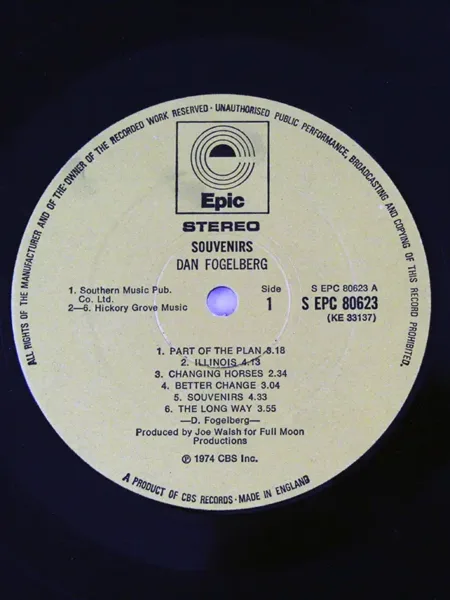 ALL RIGHTS OF THE MANUFACTURER AND OF THE OWNER OF THE RECORDED WORK RESERVED · UNAUTHORISED PUBLIC PERFORMANCE, BROADCASTING AND COPYING OF THIS RECORD PROHIBITED.
Epic
STEREO
SOUVENIRS
DAN FOGELBERG
1. Southern Music Pub.
Co. Ltd.
2—6. Hickory Grove Music
Side
1
S EPC 80623 A
S EPC 80623
(KE 33137)
1. PART OF THE PLAN 3.18
2. ILLINOIS 4.13
3. CHANGING HORSES 2.34
4. BETTER CHANGE 3.04
5. SOUVENIRS 4.33
6. THE LONG WAY 3.55
—D. Fogelberg—
Produced by Joe Walsh for Full Moon
Productions
℗ 1974 CBS Inc.
A PRODUCT OF CBS RECORDS · MADE IN ENGLAND